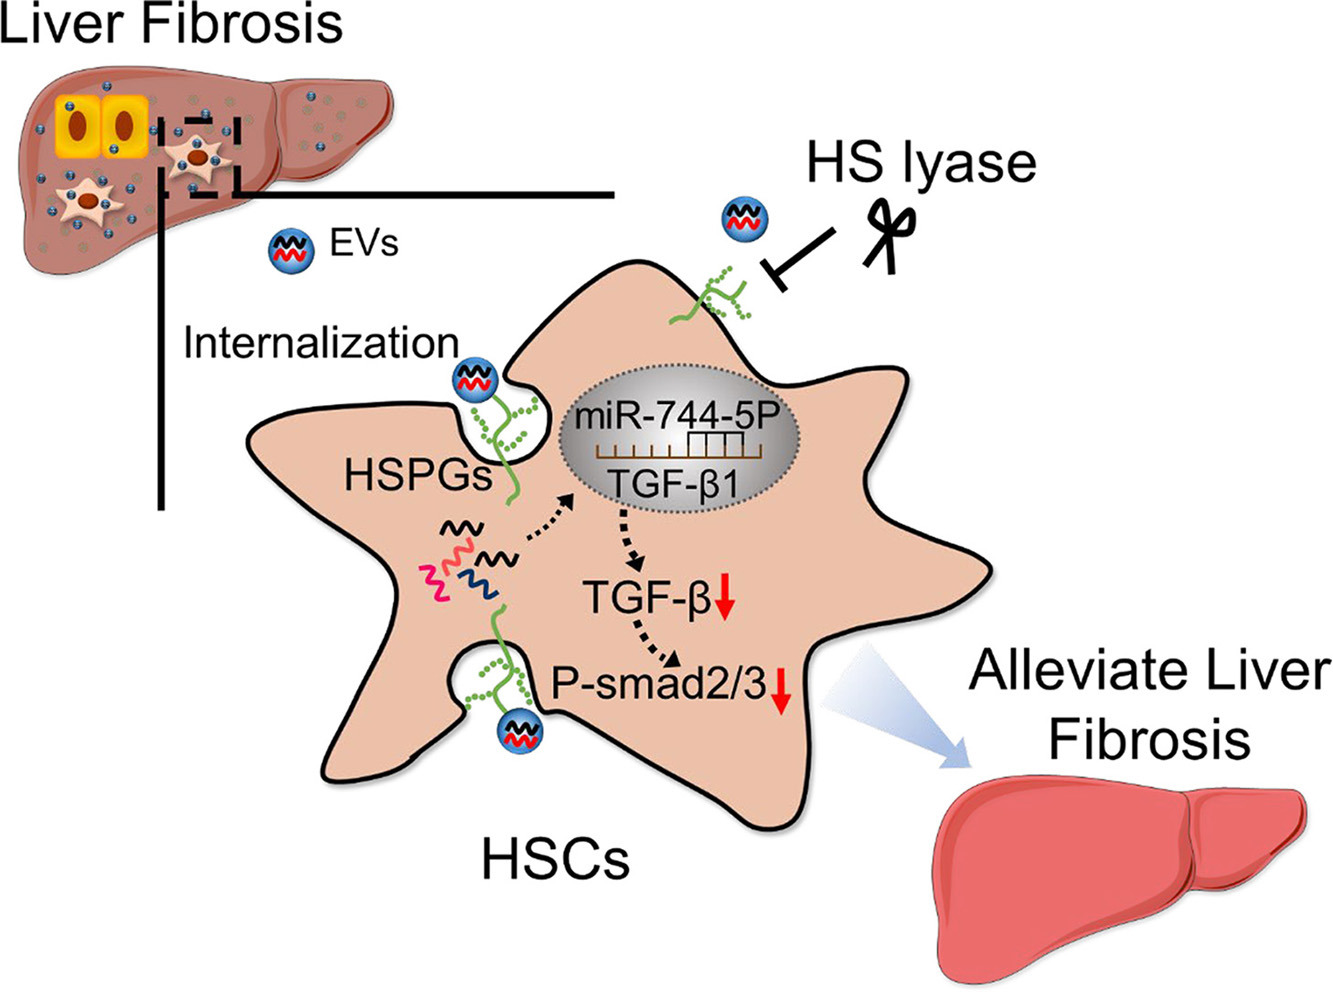 Liver Fibrosis
HS lyase
EVs
Internalization
miR-744-5P
TGF-β1
HSPGs
TGF-β
P-smad2/3
Alleviate Liver
Fibrosis
HSCs